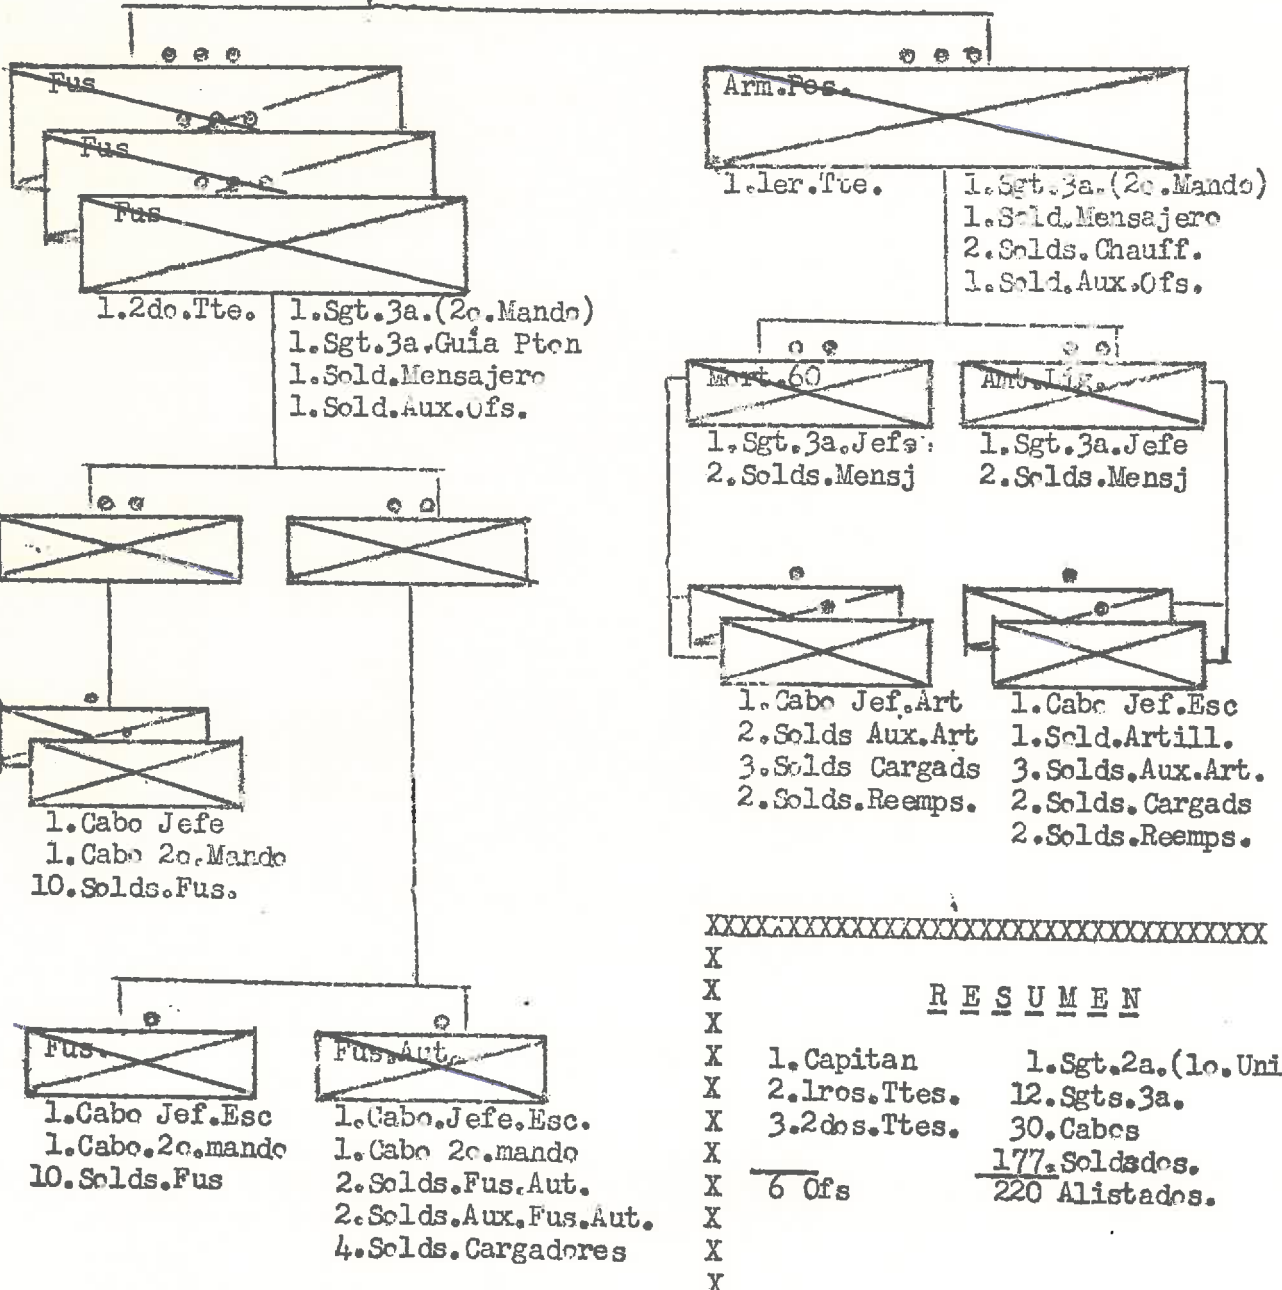 Fus
Fus
Fus
1.2do.Tte.
1.Sgt.3a.(2o.Mando)
1.Sgt.3a.Guia Pton
1.Sold.Mensajero
1.Sold.Aux.Ofs.
1.Cabo Jefe
1.Cabo 2o.Mando
10.Solds.Fus.
Fus.
1.Cabo Jef.Esc
1.Cabo.2o.mando
10.Solds.Fus
Fus.Aut.
1.Cabo.Jefe.Esc.
1.Cabo 2o.mando
2.Solds.Fus.Aut.
2.Solds.Aux.Fus.Aut.
4.Solds.Cargadores
Arm.Pes.
1.1er.Tte.
1.Sgt.3a.(2o.Mando)
1.Sold.Mensajero
2.Solds.Chauff.
1.Sold.Aux.Ofs.
Mort.60
1.Sgt.3a.Jefe
2.Solds.Mensj
1.Cabo Jef.Art
2.Solds Aux.Art
3.Solds Cargads
2.Solds.Reemps.
1.Sgt.3a.Jefe
2.Solds.Mensj
1.Cabo Jef.Esc
1.Sold.Artill.
3.Solds.Aux.Art.
2.Solds.Cargads
2.Solds.Reemps.
R E S U M E N
1.Capitan
2.1ros.Ttes.
3.2dos.Ttes.
6 Ofs
1.Sgt.2a.(1o.Uni
12.Sgts.3a.
30.Cabos
177.Soldados.
220 Alistados.